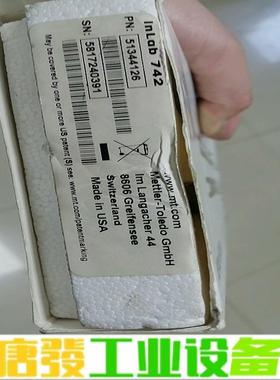 InLab 742
PN: 51344126
SN: 5817240391
may be covered by one
or more US patent (S) see.
www.mt.com/patentmarking
www.mt.com
Mettler-Toledo GmbH
Im Langacher 44
8606 Greifensee
Switzerland
Made in USA
唐發工业设备